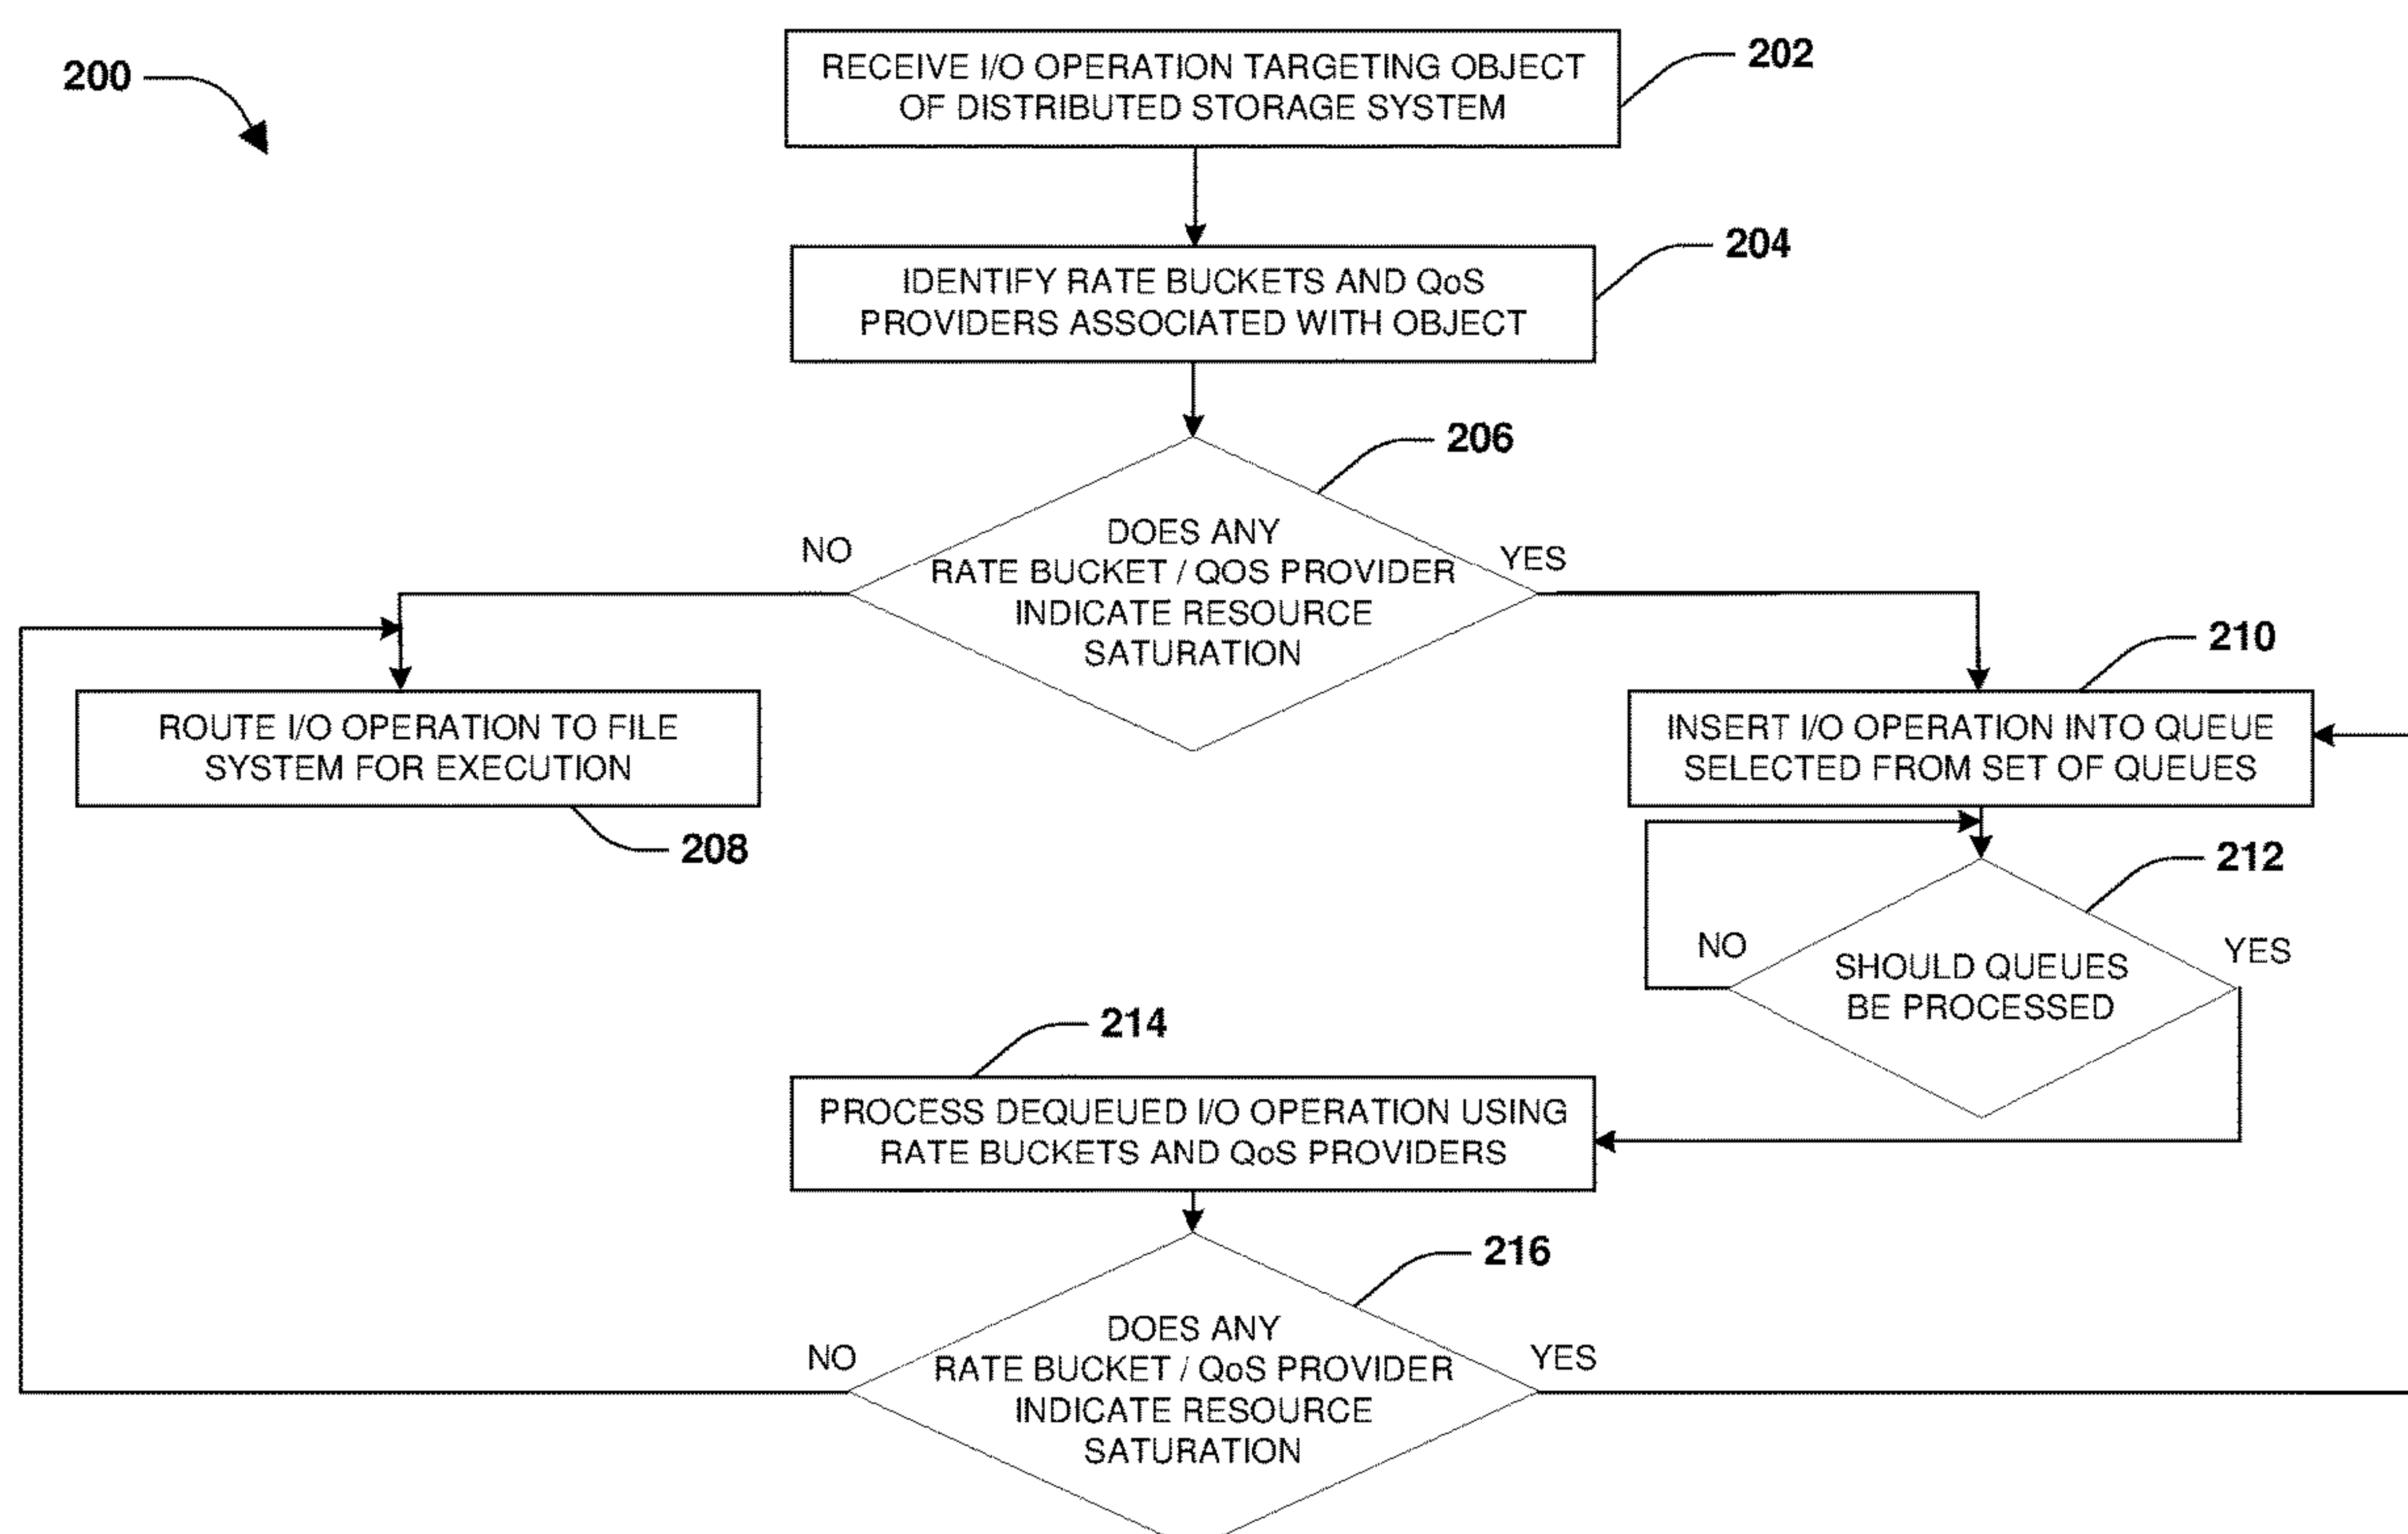 200
RECEIVE I/O OPERATION TARGETING OBJECT
OF DISTRIBUTED STORAGE SYSTEM
202
IDENTIFY RATE BUCKETS AND QoS
PROVIDERS ASSOCIATED WITH OBJECT
204
206
DOES ANY
RATE BUCKET / QOS PROVIDER
INDICATE RESOURCE
SATURATION
NO
YES
ROUTE I/O OPERATION TO FILE
SYSTEM FOR EXECUTION
208
210
INSERT I/O OPERATION INTO QUEUE
SELECTED FROM SET OF QUEUES
212
NO
SHOULD QUEUES
BE PROCESSED
YES
214
PROCESS DEQUEUED I/O OPERATION USING
RATE BUCKETS AND QoS PROVIDERS
216
DOES ANY
RATE BUCKET / QoS PROVIDER
INDICATE RESOURCE
SATURATION
NO
YES